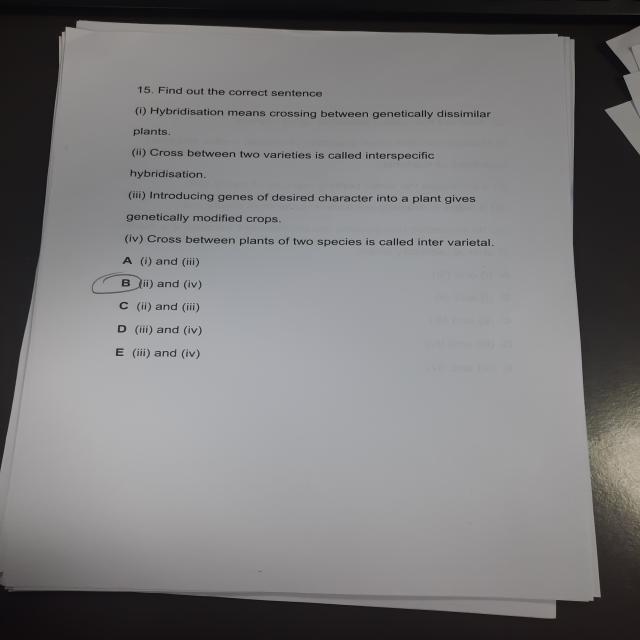 15. Find out the correct sentence
(i) Hybridisation means crossing between genetically dissimilar
plants.
(ii) Cross between two varieties is called interspecific
hybridisation.
(iii) Introducing genes of desired character into a plant gives
genetically modified crops.
(iv) Cross between plants of two species is called inter varietal.
A (i) and (iii)
B (ii) and (iv)
C (ii) and (iii)
D (iii) and (iv)
E (iii) and (iv)